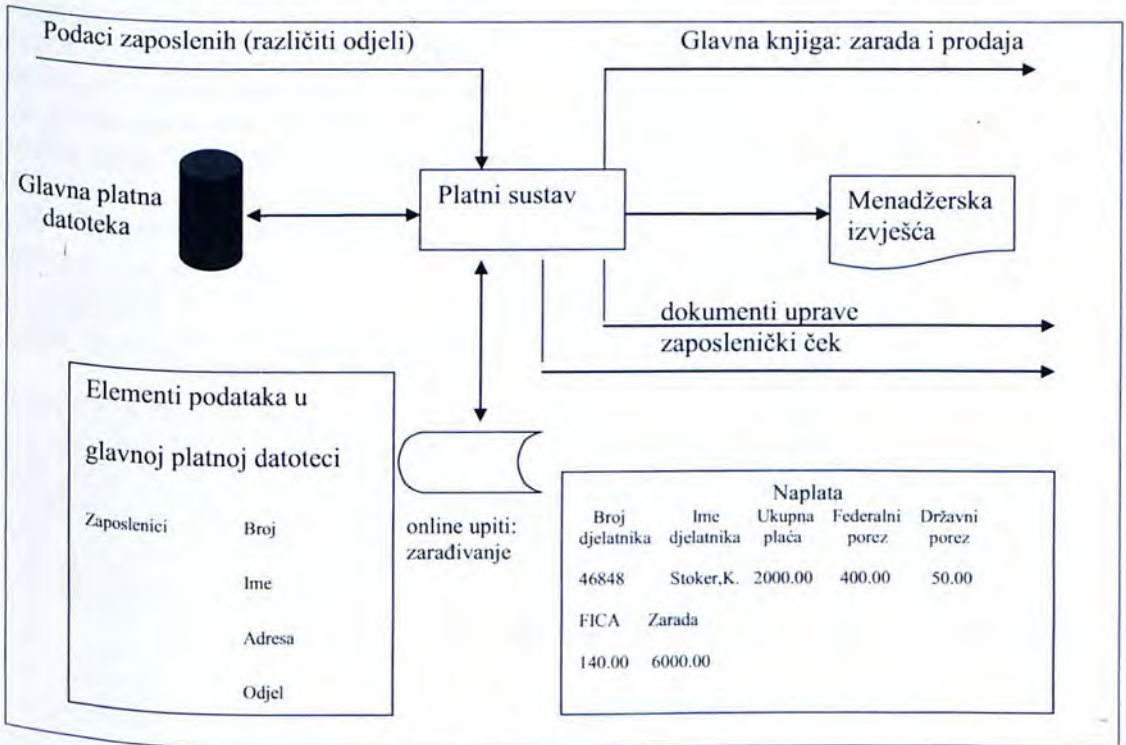 Podaci zaposlenih (različiti odjeli)
Glavna knjiga: zarada i prodaja
Glavna platna
datoteka
Platni sustav
Menadžerska
izvješća
dokumenti uprave
zaposlenički ček
Elementi podataka u
glavnoj platnoj datoteci
Zaposlenici Broj
Ime
Adresa
Odjel
online upiti:
zarađivanje
Naplata
Broj Ime Ukupna Federalni Državni
djelatnika djelatnika plaća porez porez
46848 Stoker,K. 2000.00 400.00 50.00
FICA Zarada
140.00 6000.00